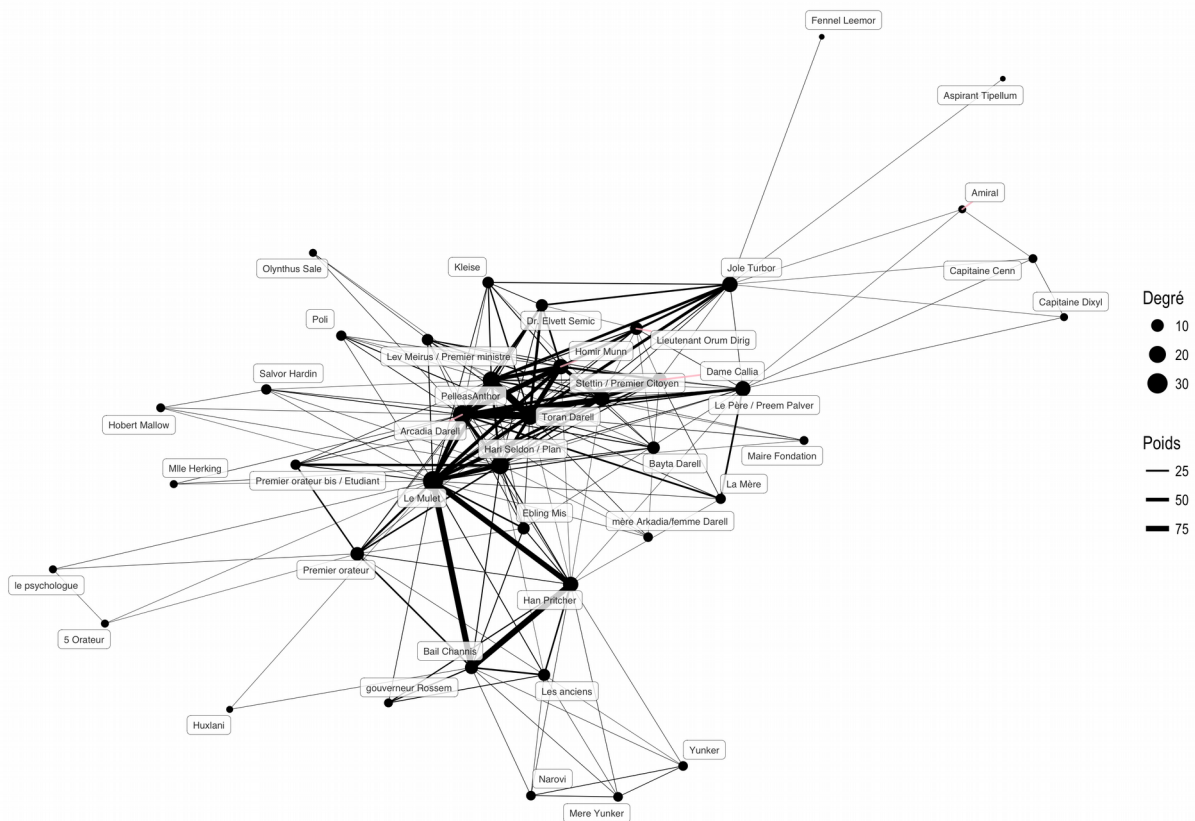 Fennel Leemor
Aspirant Tipellum
Amiral
Capitaine Cenn
Capitaine Dixyl
Jole Turbor
Kleise
Olynthus Sale
Dr. Elvett Semic
Poli
Lieutenant Orum Dirig
Lev Meirus / Premier ministre
Homir Munn
Salvor Hardin
Dame Callia
Stettin / Premier Citoyen
PelleasAnthor
Le Père / Preem Palver
Hobert Mallow
Toran Darell
Arcadia Darell
Hari Seldon / Plan
Maire Fondation
Bayta Darell
Mlle Herking
Premier orateur bis / Etudiant
La Mère
Le Mulet
Ebling Mis
mère Arkadia/femme Darell
Premier orateur
le psychologue
Han Pritcher
5 Orateur
Bail Channis
gouverneur Rossem
Les anciens
Huxlani
Yunker
Narovi
Mere Yunker
Degré
10
20
30
Poids
25
50
75